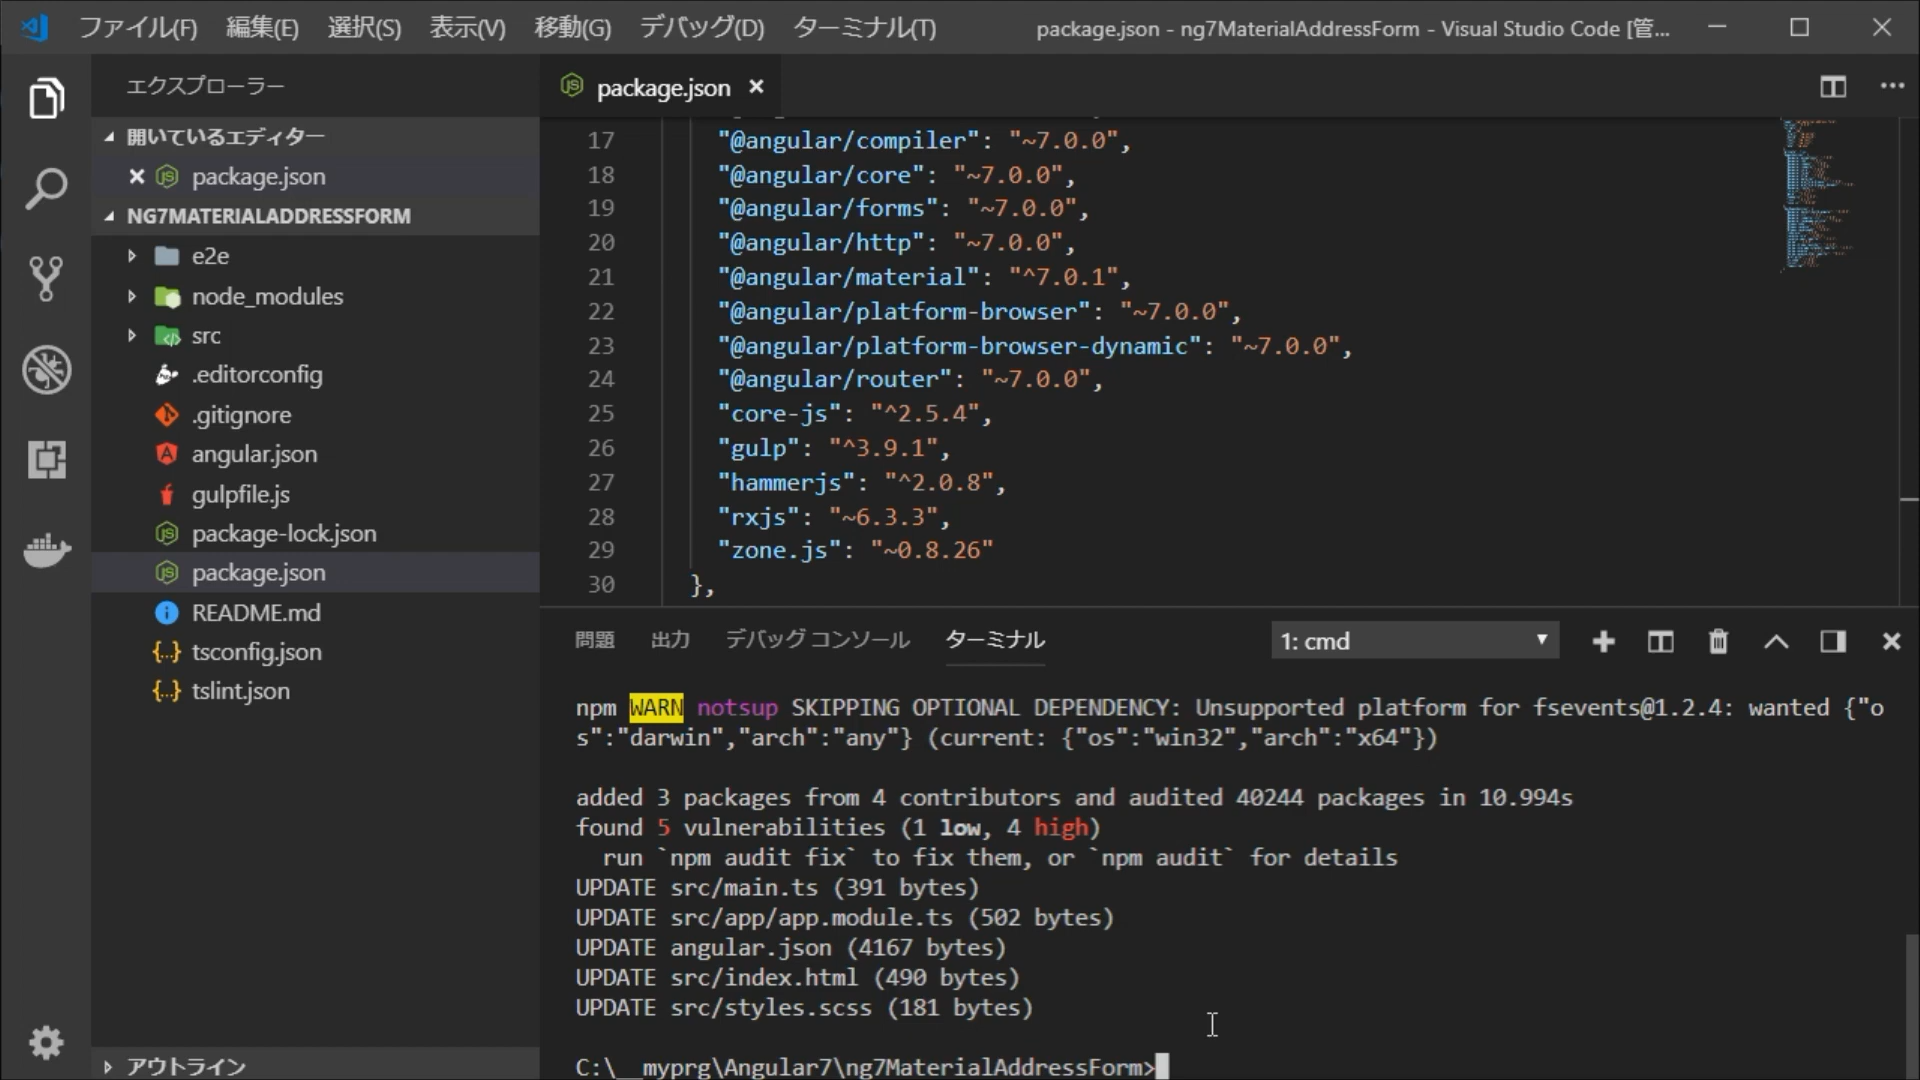 ファイル(F) 編集(E) 選択(S) 表示(V) 移動(G) デバッグ(D) ターミナル(T) package.json - ng7MaterialAddressForm - Visual Studio Code [管...
エクスプローラー
package.json
開いているエディター
package.json
NG7MATERIALADDRESSFORM
e2e
node_modules
src
.editorconfig
.gitignore
angular.json
gulpfile.js
package-lock.json
package.json
README.md
tsconfig.json
tslint.json
アウトライン
17 "@angular/compiler": "~7.0.0",
18 "@angular/core": "~7.0.0",
19 "@angular/forms": "~7.0.0",
20 "@angular/http": "~7.0.0",
21 "@angular/material": "^7.0.1",
22 "@angular/platform-browser": "~7.0.0",
23 "@angular/platform-browser-dynamic": "~7.0.0",
24 "@angular/router": "~7.0.0",
25 "core-js": "^2.5.4",
26 "gulp": "^3.9.1",
27 "hammerjs": "^2.0.8",
28 "rxjs": "~6.3.3",
29 "zone.js": "~0.8.26"
30 },
問題 出力 デバッグ コンソール ターミナル 1: cmd
npm WARN notsup SKIPPING OPTIONAL DEPENDENCY: Unsupported platform for fsevents@1.2.4: wanted {"o
s":"darwin","arch":"any"} (current: {"os":"win32","arch":"x64"})
added 3 packages from 4 contributors and audited 40244 packages in 10.994s
found 5 vulnerabilities (1 low, 4 high)
run `npm audit fix` to fix them, or `npm audit` for details
UPDATE src/main.ts (391 bytes)
UPDATE src/app/app.module.ts (502 bytes)
UPDATE angular.json (4167 bytes)
UPDATE src/index.html (490 bytes)
UPDATE src/styles.scss (181 bytes)
C:\__myprg\Angular7\ng7MaterialAddressForm>